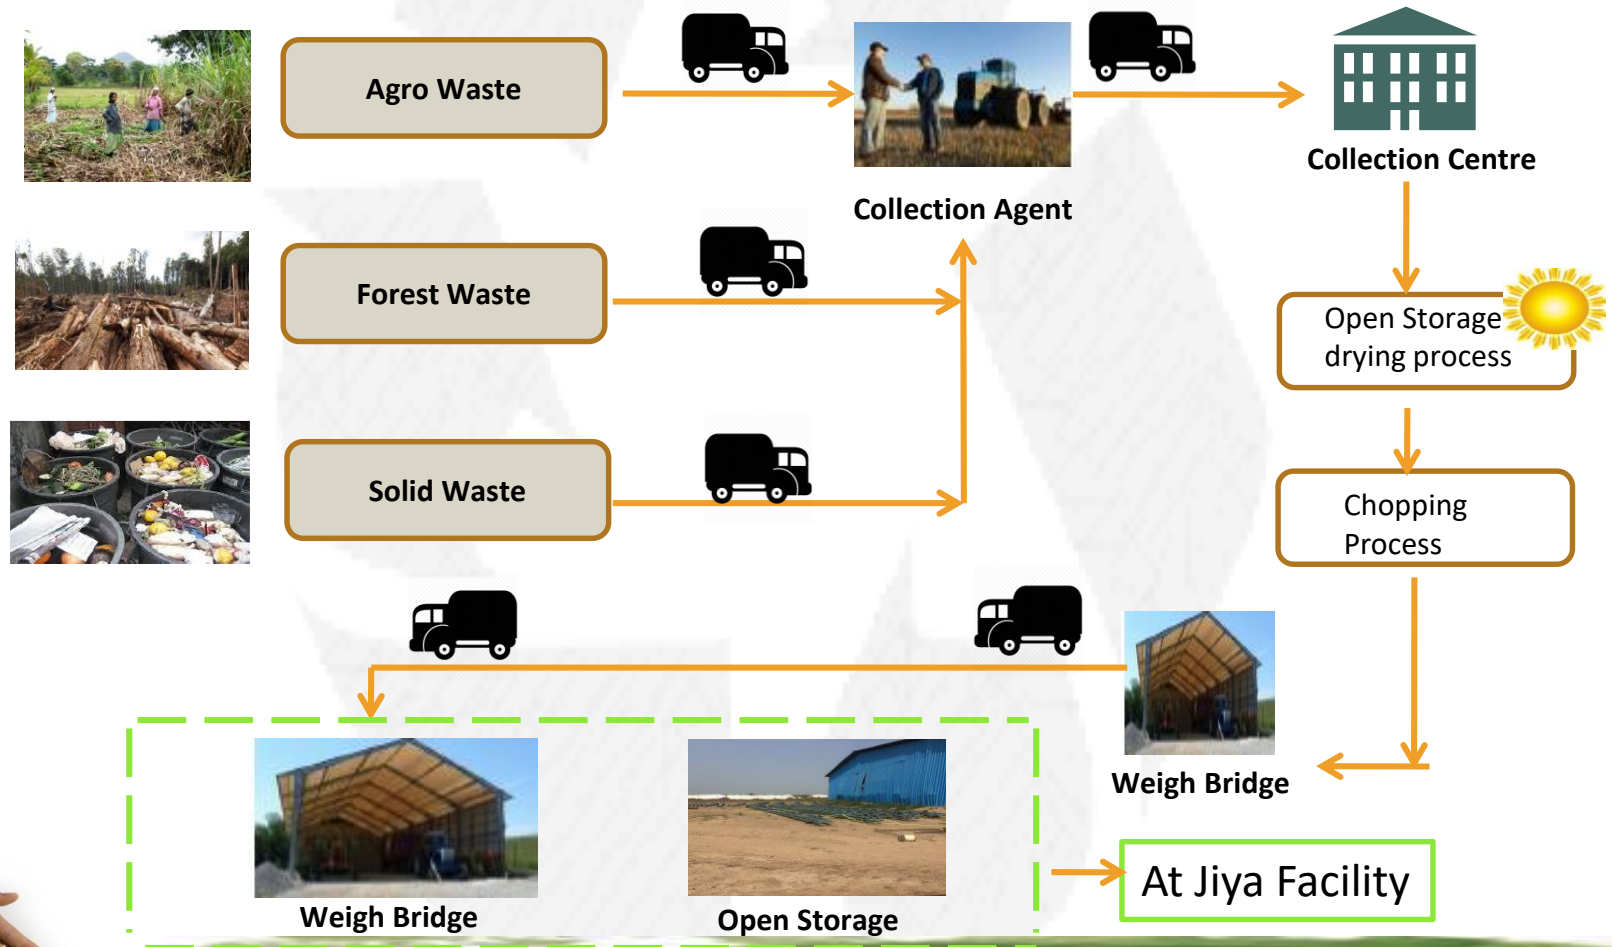 Agro Waste
Collection Centre
Collection Agent
Forest Waste
Open Storage
drying process
Solid Waste
Chopping
Process
Weigh Bridge
At Jiya Facility
Weigh Bridge
Open Storage